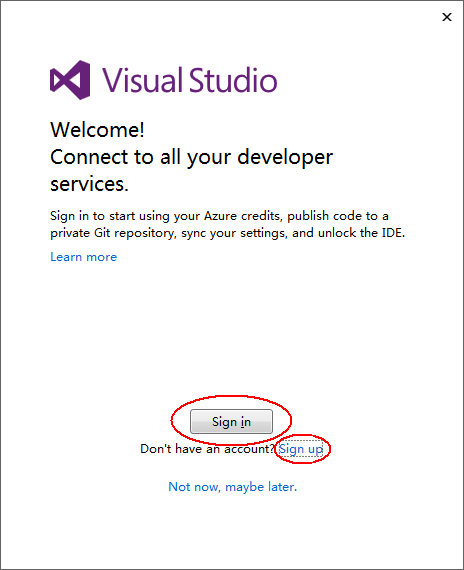 Visual Studio
Welcome!
Connect to all your developer
services.
Sign in to start using your Azure credits, publish code to a
private Git repository, sync your settings, and unlock the IDE.
Learn more
Sign in
Don't have an account? Sign up
Not now, maybe later.